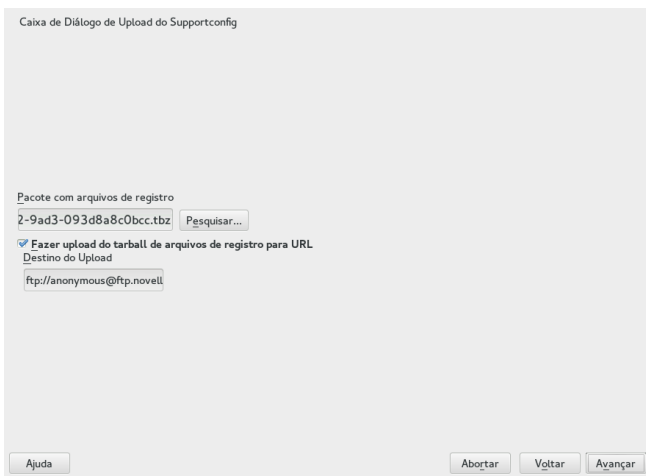 Caixa de Diálogo de Upload do Supportconfig
Pacote com arquivos de registro
2-9ad3-093d8a8c0bcc.tbz Pesquisar...
Fazer upload do tarball de arquivos de registro para URL
Destino do Upload
ftp://anonymous@ftp.novell
Ajuda Abortar Voltar Avançar